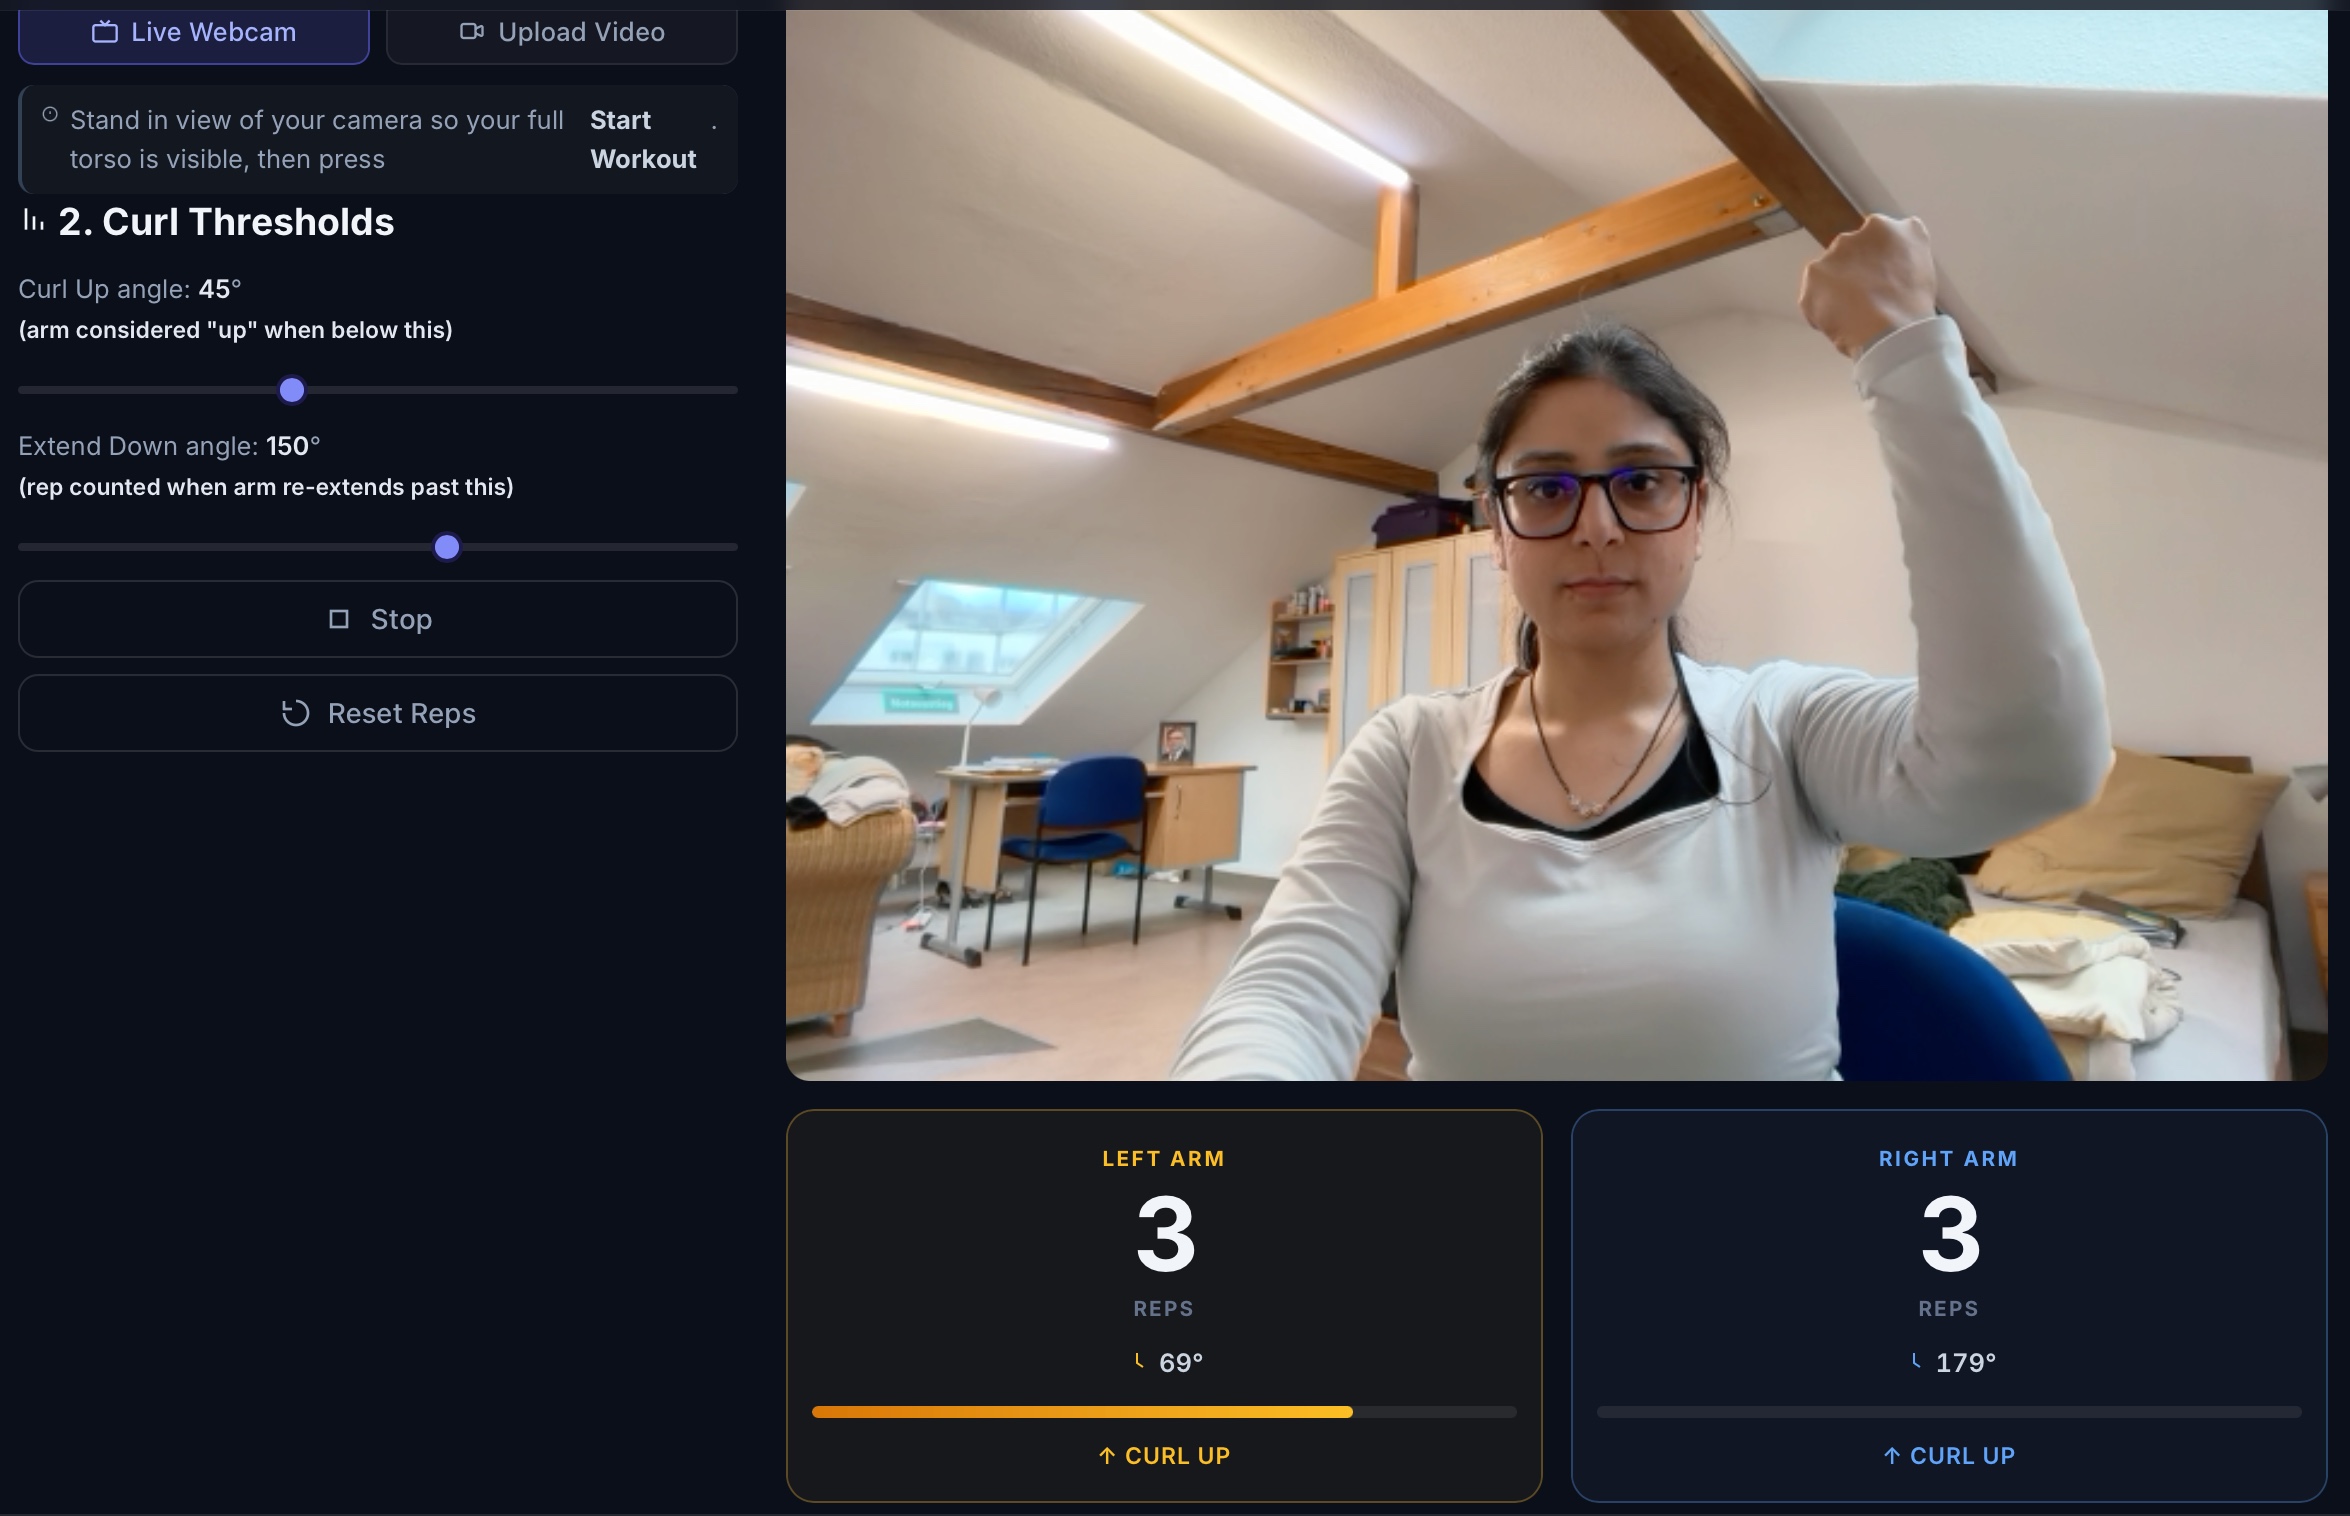 Live Webcam
Upload Video
Stand in view of your camera so your full
torso is visible, then press
Start
Workout
.
2. Curl Thresholds
Curl Up angle: 45°
(arm considered "up" when below this)
Extend Down angle: 150°
(rep counted when arm re-extends past this)
Stop
Reset Reps
LEFT ARM
3
REPS
69°
↑ CURL UP
RIGHT ARM
3
REPS
179°
↑ CURL UP